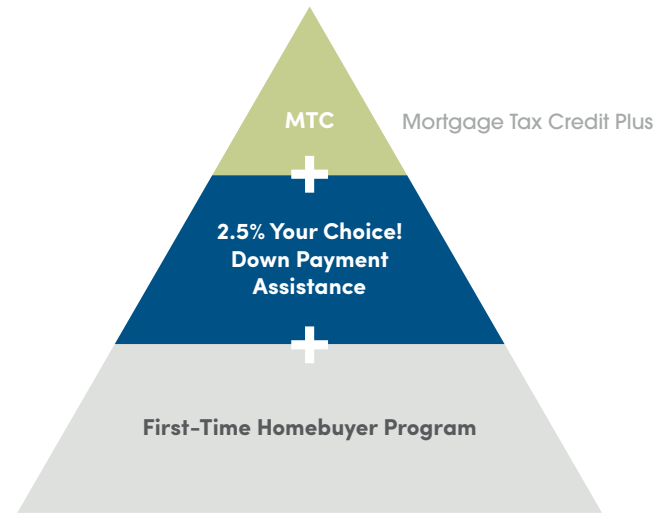 MTC
Mortgage Tax Credit Plus
2.5% Your Choice!
Down Payment
Assistance
First-Time Homebuyer Program